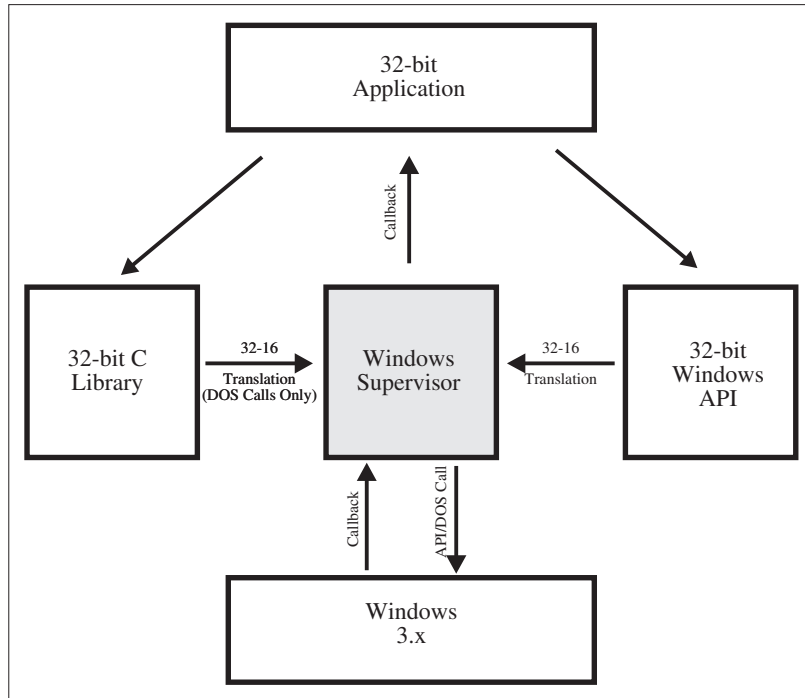 32-bit
Application
Callback
32-bit C
Library
32-16
Translation
(DOS Calls Only)
Windows
Supervisor
32-16
Translation
32-bit
Windows
API
Callback
API/DOS Call
Windows
3.x